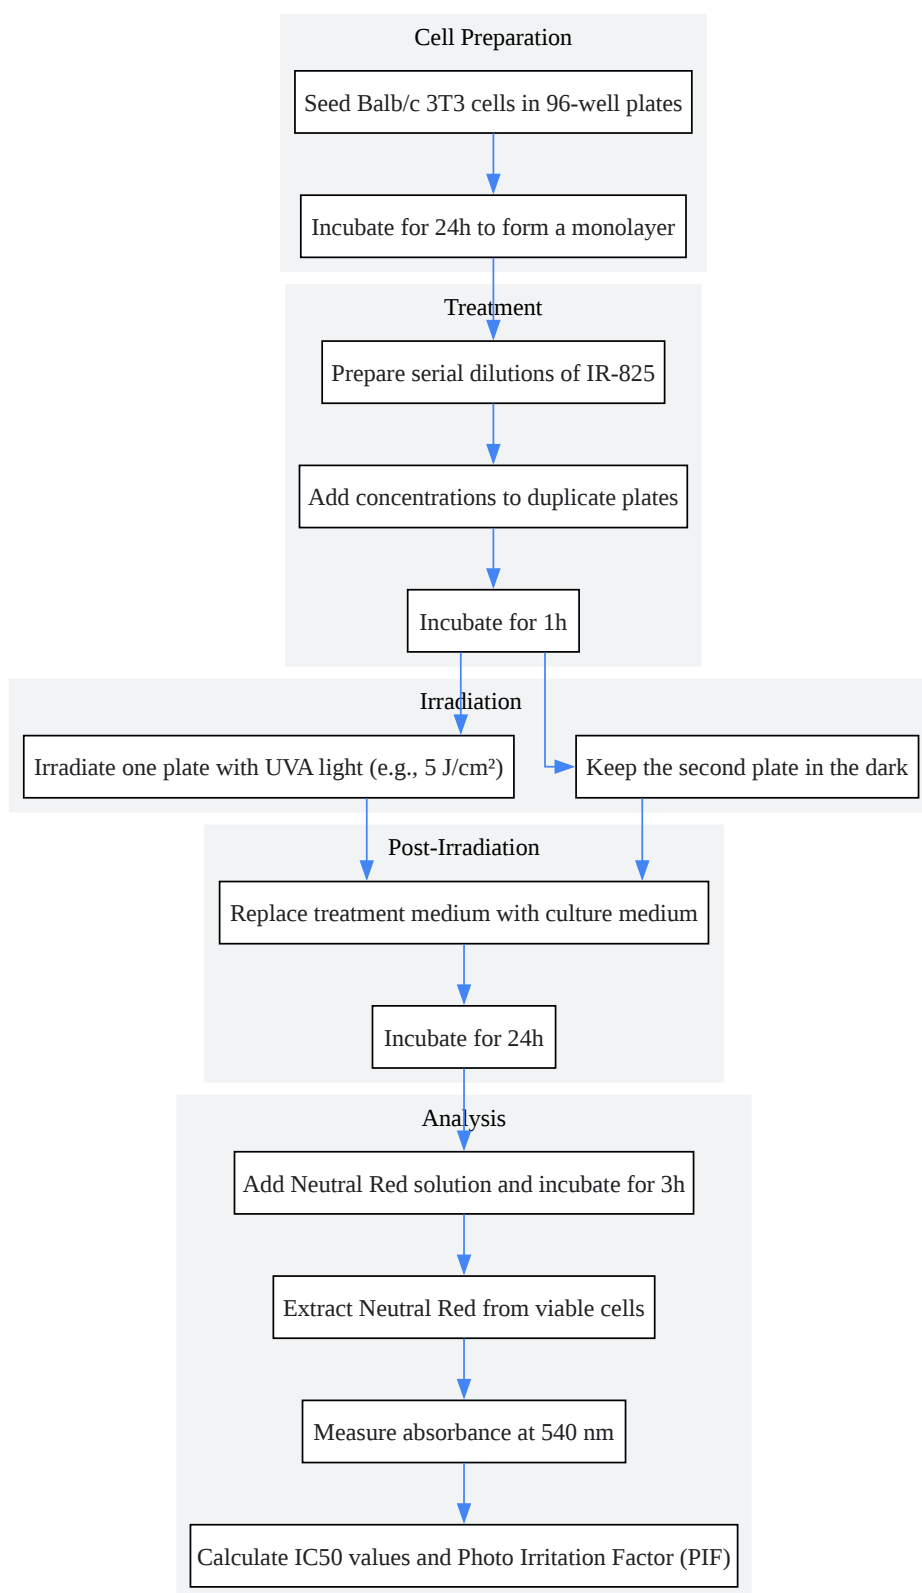 Cell Preparation
Seed Balb/c 3T3 cells in 96-well plates
Incubate for 24h to form a monolayer
Treatment
Prepare serial dilutions of IR-825
Add concentrations to duplicate plates
Incubate for 1h
Irradiation
Irradiate one plate with UVA light (e.g., 5 J/cm²)
Keep the second plate in the dark
Post-Irradiation
Replace treatment medium with culture medium
Incubate for 24h
Analysis
Add Neutral Red solution and incubate for 3h
Extract Neutral Red from viable cells
Measure absorbance at 540 nm
Calculate IC50 values and Photo Irritation Factor (PIF)